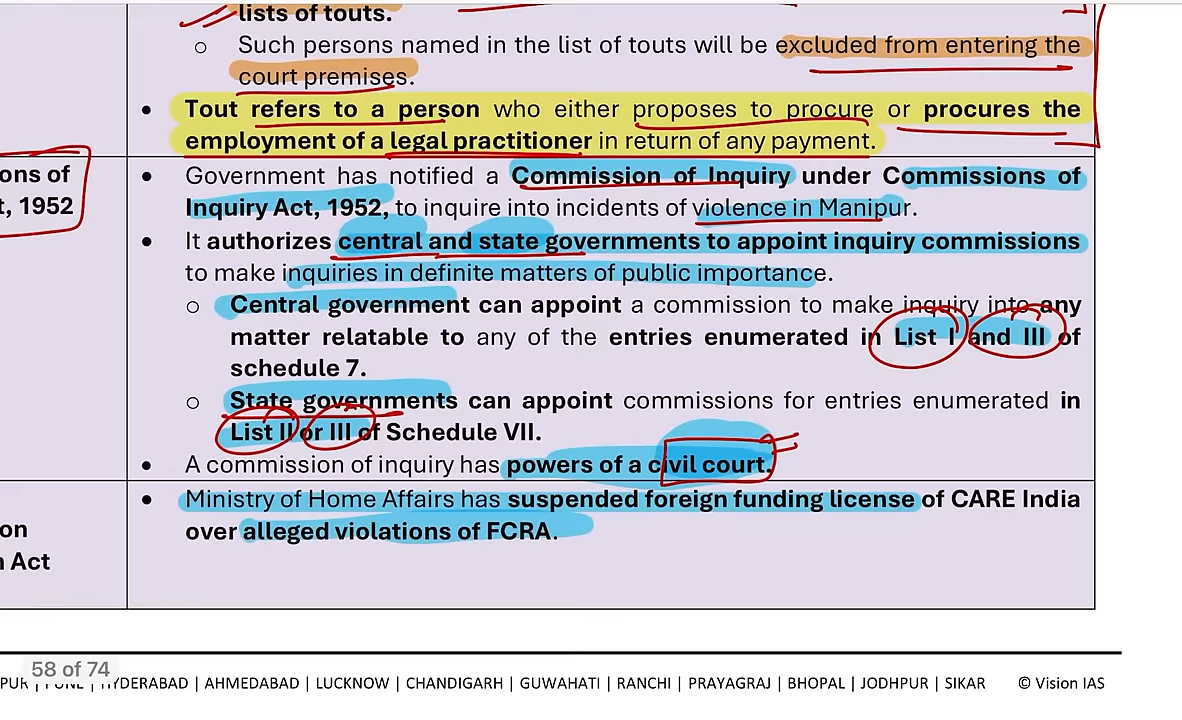 lists of touts.
o Such persons named in the list of touts will be excluded from entering the
court premises.
• Tout refers to a person who either proposes to procure or procures the
employment of a legal practitioner in return of any payment.
ons of
t, 1952
• Government has notified a Commission of Inquiry under Commissions of
Inquiry Act, 1952, to inquire into incidents of violence in Manipur.
• It authorizes central and state governments to appoint inquiry commissions
to make inquiries in definite matters of public importance.
o Central government can appoint a commission to make inquiry into any
matter relatable to any of the entries enumerated in List I and III of
schedule 7.
o State governments can appoint commissions for entries enumerated in
List II or III of Schedule VII.
• A commission of inquiry has powers of a civil court.
on
n Act
• Ministry of Home Affairs has suspended foreign funding license of CARE India
over alleged violations of FCRA.
58 of 74
PUR | PUNE | HYDERABAD | AHMEDABAD | LUCKNOW | CHANDIGARH | GUWAHATI | RANCHI | PRAYAGRAJ | BHOPAL | JODHPUR | SIKAR © Vision IAS